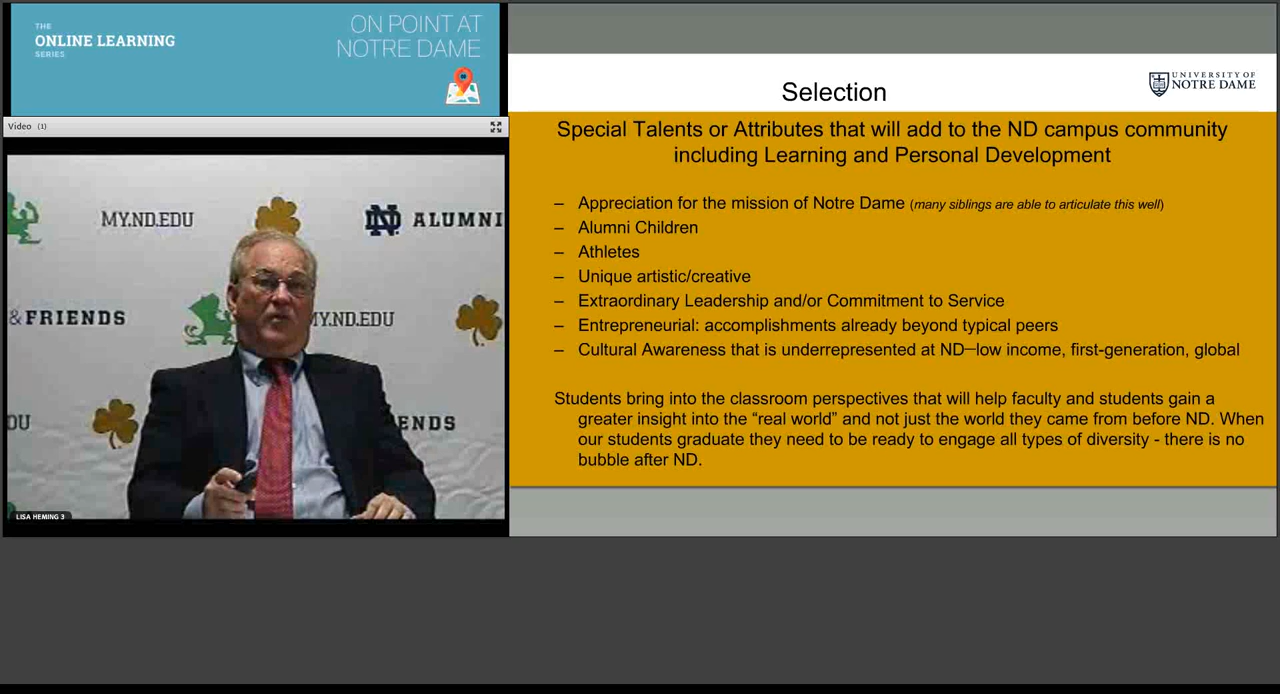 THE
ONLINE LEARNING
SERIES
ON POINT AT
NOTRE DAME
Video (1)
MY.ND.EDU
ND ALUMNI
& FRIENDS
MY.ND.EDU
OU
ENDS
LISA HEMING 3
Selection
UNIVERSITY OF
NOTRE DAME
Special Talents or Attributes that will add to the ND campus community
including Learning and Personal Development
– Appreciation for the mission of Notre Dame (many siblings are able to articulate this well)
– Alumni Children
– Athletes
– Unique artistic/creative
– Extraordinary Leadership and/or Commitment to Service
– Entrepreneurial: accomplishments already beyond typical peers
– Cultural Awareness that is underrepresented at ND—low income, first-generation, global
Students bring into the classroom perspectives that will help faculty and students gain a
greater insight into the “real world” and not just the world they came from before ND. When
our students graduate they need to be ready to engage all types of diversity - there is no
bubble after ND.